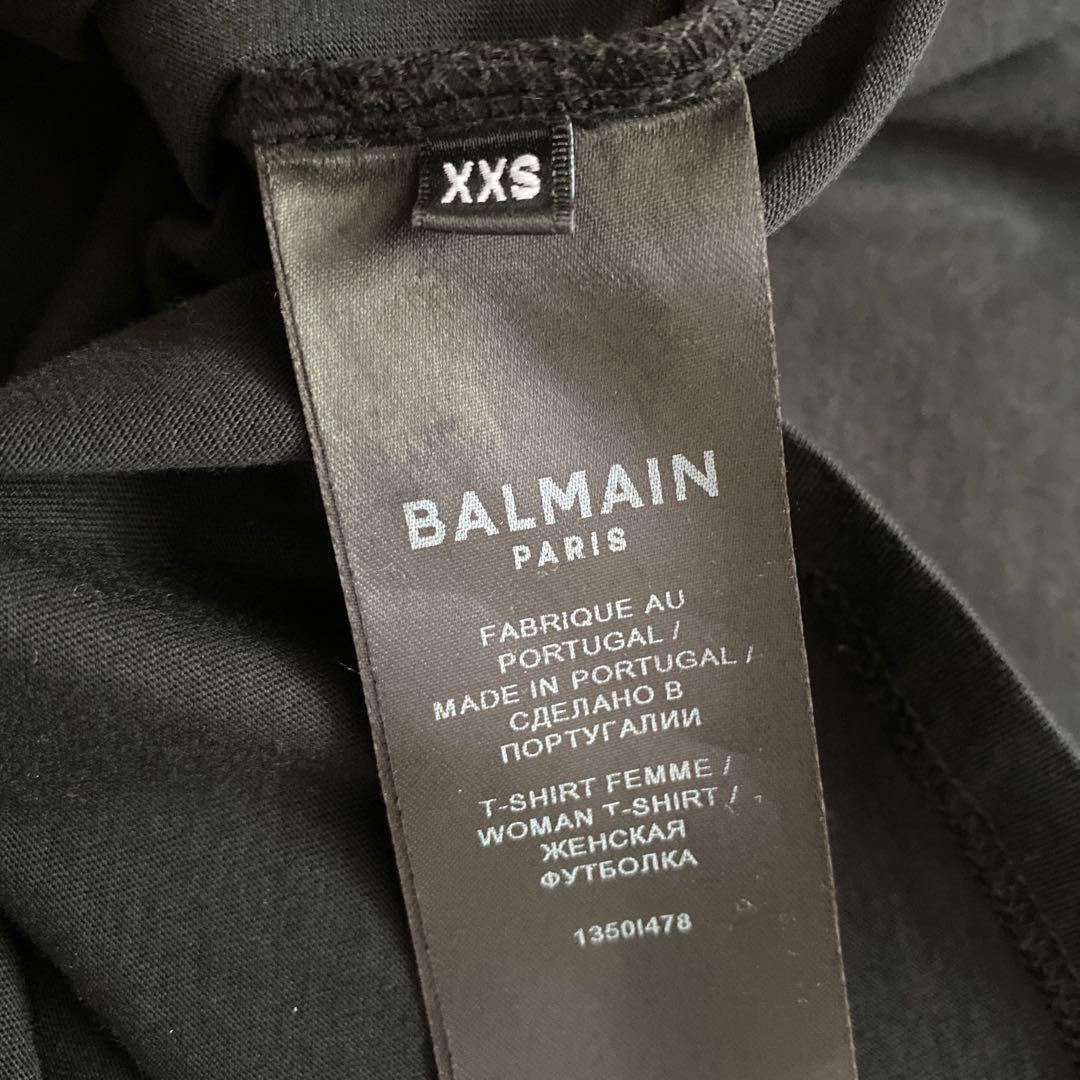 XXS
BALMAIN
PARIS
FABRIQUE AU
PORTUGAL /
MADE IN PORTUGAL /
СДЕЛАНО В
ПОРТУГАЛИИ
T-SHIRT FEMME /
WOMAN T-SHIRT /
ЖЕНСКАЯ
ФУТБОЛКА
1350I478